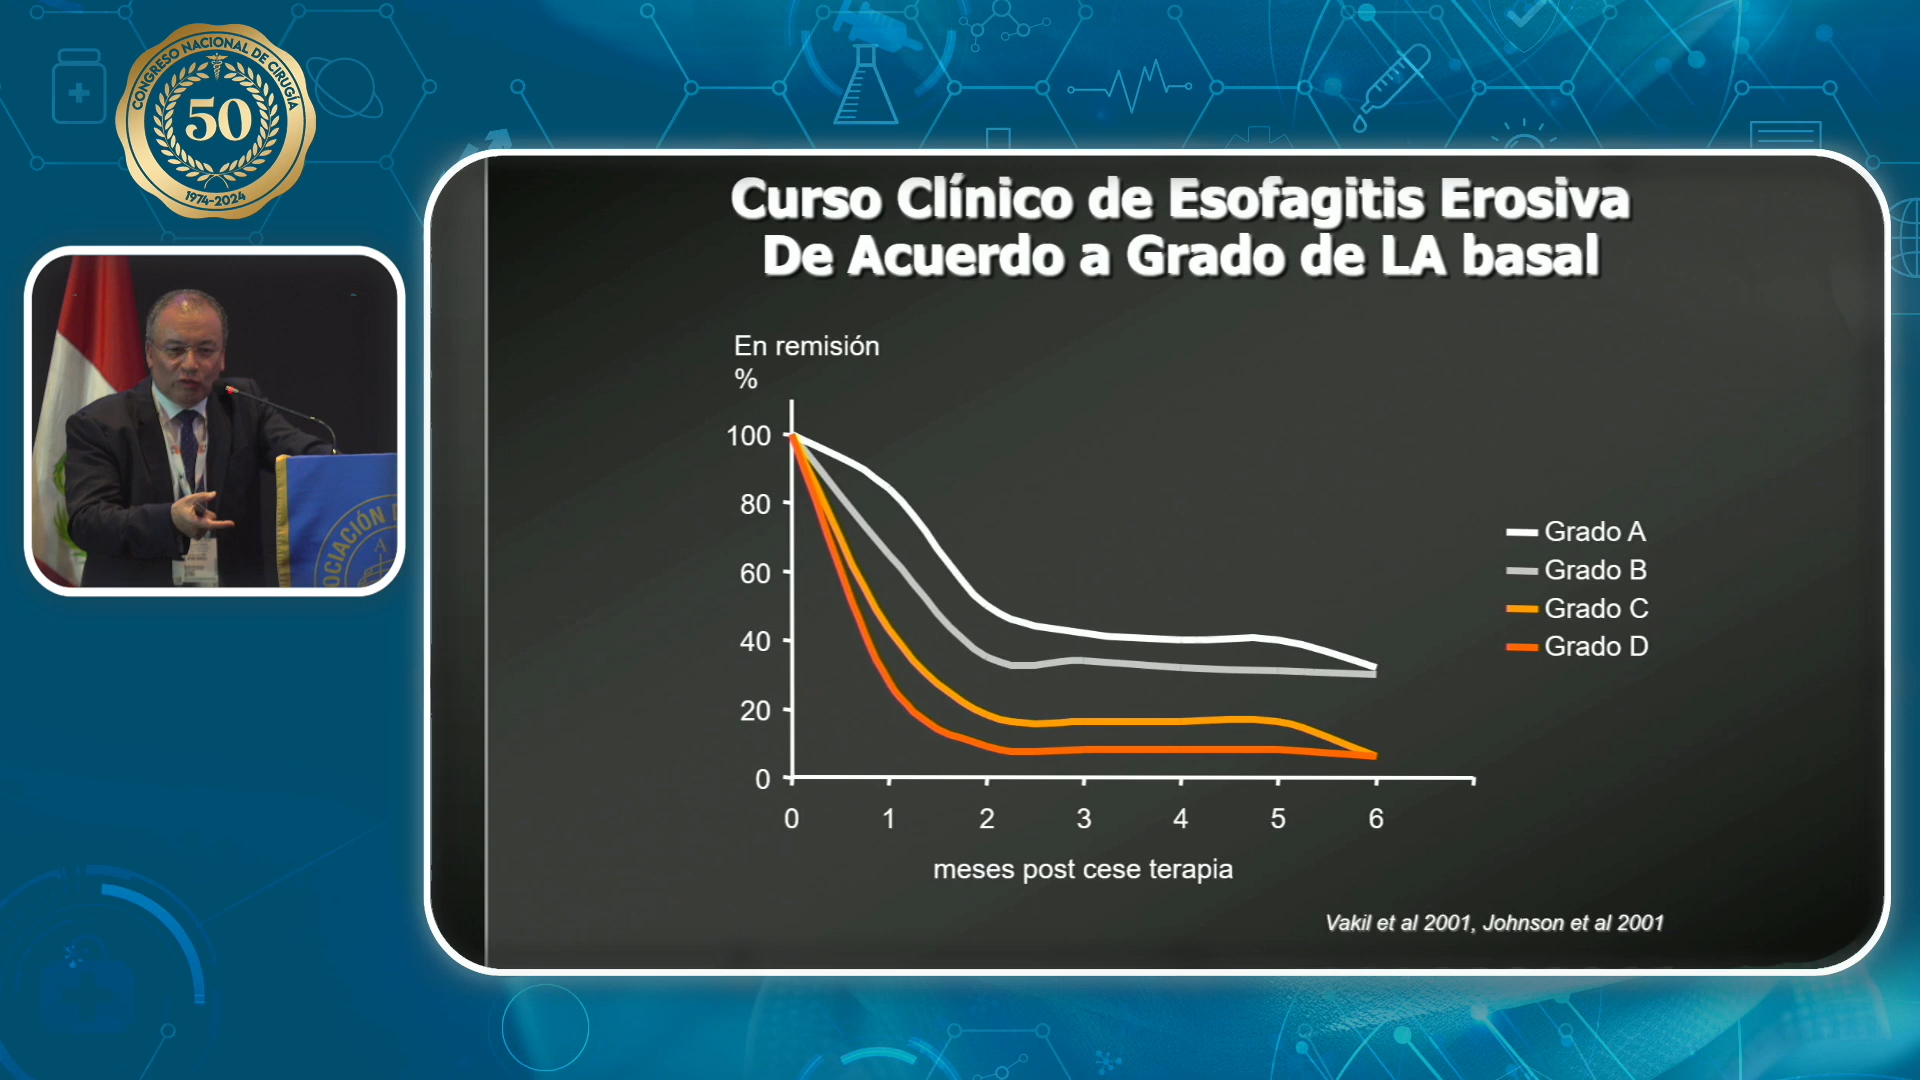 CONGRESO NACIONAL DE CIRUGÍA
50
1974-2024
OCIACIÓN
A
Curso Clínico de Esofagitis Erosiva
De Acuerdo a Grado de LA basal
En remisión
%
100
80
60
40
20
0
0 1 2 3 4 5 6
meses post cese terapia
Grado A
Grado B
Grado C
Grado D
Vakil et al 2001, Johnson et al 2001